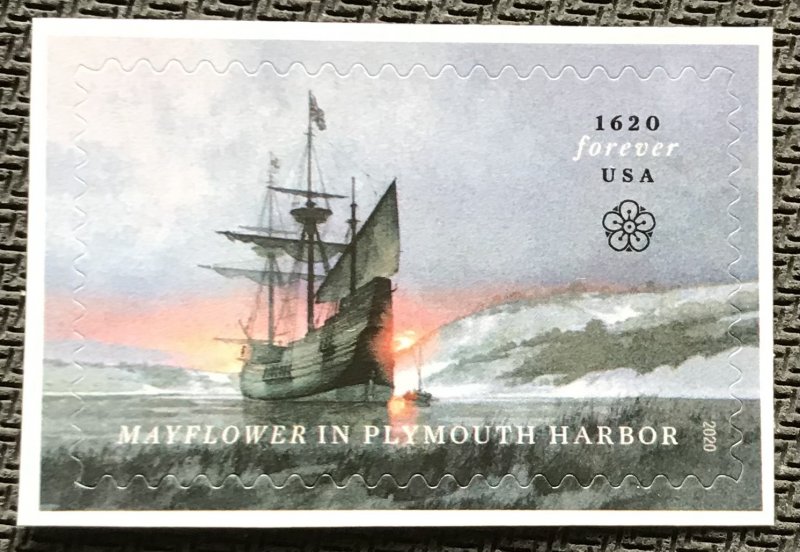 1620
forever
USA
MAYFLOWER IN PLYMOUTH HARBOR
2020